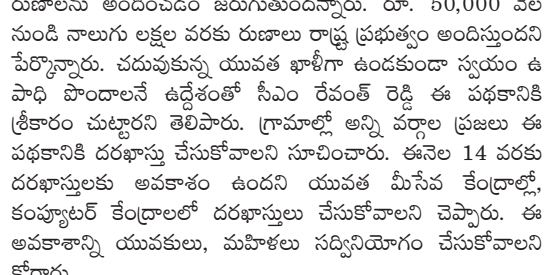 రుణాలను అందించడం జరుగుతుందన్నారు. రూ. 50,000 వేల
నుండి నాలుగు లక్షల వరకు రుణాలు రాష్ట్ర ప్రభుత్వం అందిస్తుందని
పేర్కొన్నారు. చదువుకున్న యువత ఖాళీగా ఉండకుండా స్వయం ఉ
పాధి పొందాలనే ఉద్దేశంతో సీఎం రేవంత్ రెడ్డి ఈ పథకానికి
శ్రీకారం చుట్టారని తెలిపారు. గ్రామాల్లో అన్ని వర్గాల ప్రజలు ఈ
పథకానికి దరఖాస్తు చేసుకోవాలని సూచించారు. ఈనెల 14 వరకు
దరఖాస్తులకు అవకాశం ఉందని యువత మీసేవ కేంద్రాల్లో,
కంప్యూటర్ కేంద్రాలలో దరఖాస్తులు చేసుకోవాలని చెప్పారు. ఈ
అవకాశాన్ని యువకులు, మహిళలు సద్వినియోగం చేసుకోవాలని
కోరారు.